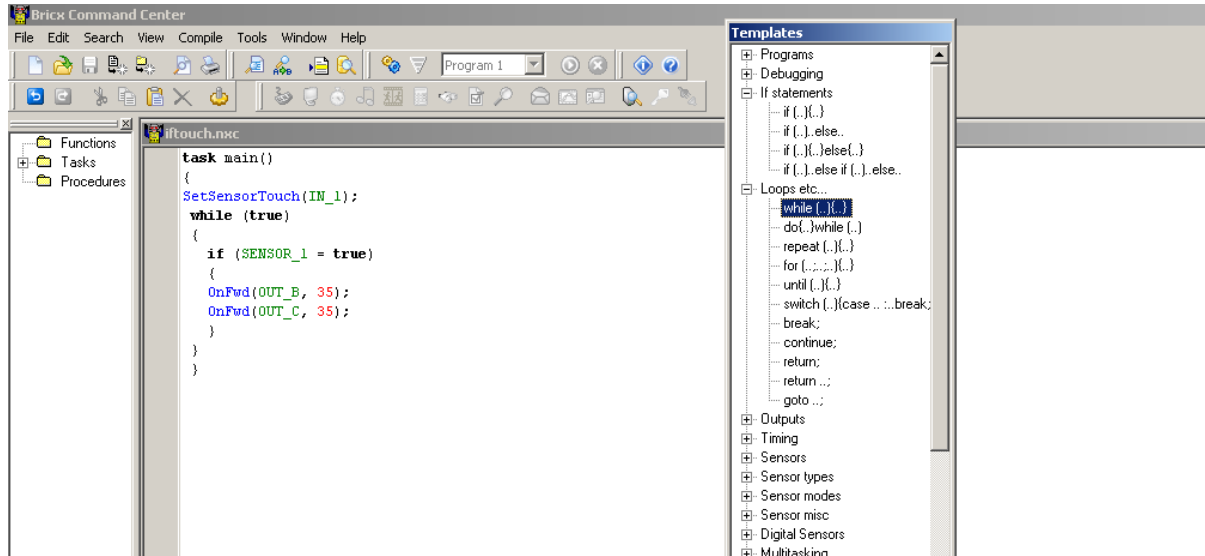 Bricx Command Center
File Edit Search View Compile Tools Window Help
Program 1
Functions
Tasks
Procedures
iftouch.nxc
task main()
{
SetSensorTouch(IN_1);
while (true)
{
if (SENSOR_1 = true)
{
OnFwd(OUT_B, 35);
OnFwd(OUT_C, 35);
}
}
}
Templates
Programs
Debugging
If statements
if (..){..}
if (..)..else..
if (..){..}else{..}
if (..)..else if (..)..else..
Loops etc...
while (..){..}
do{..}while (..)
repeat (..){..}
for (..;..;..){..}
until (..){..}
switch (..){case .. :..break;
break;
continue;
return;
return ..;
goto ..;
Outputs
Timing
Sensors
Sensor types
Sensor modes
Sensor misc
Digital Sensors
Multitasking